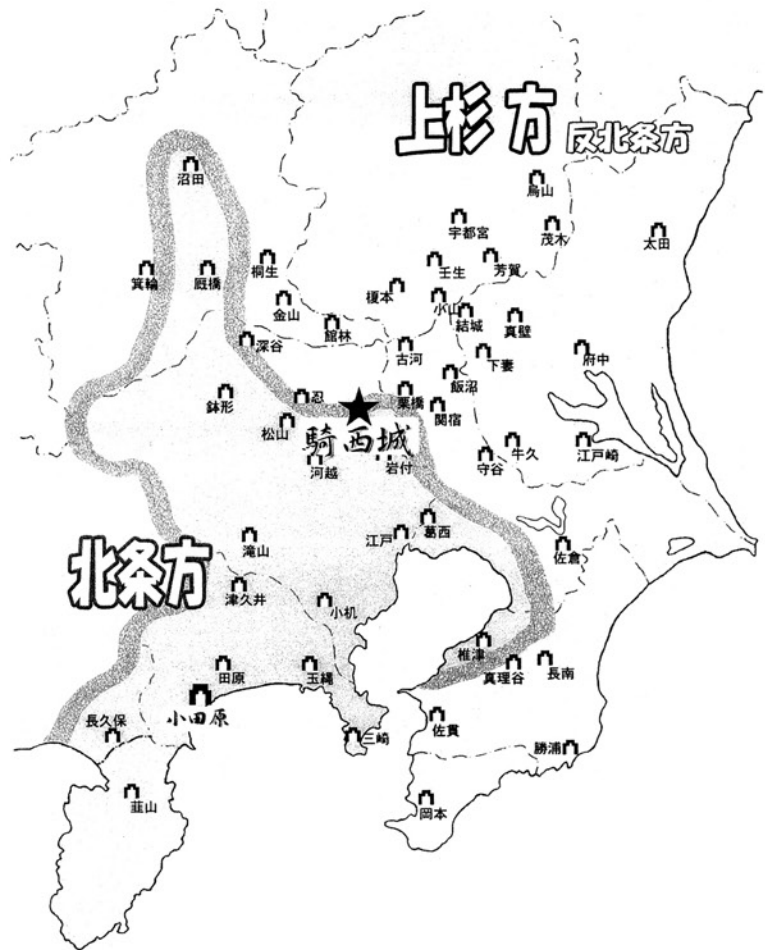 上杉方 反北条方
沼田
烏山
宇都宮
茂木
太田
箕輪
厩橋
桐生
壬生
芳賀
榎本
金山
小山
結城
真壁
館林
深谷
古河
下妻
府中
飯沼
鉢形
忍
栗橋
関宿
松山
騎西城
河越
岩付
守谷
牛久
江戸崎
北条方
滝山
江戸
葛西
佐倉
津久井
小机
椎津
真理谷
長南
田原
玉縄
小田原
長久保
三崎
佐貫
勝浦
韮山
岡本